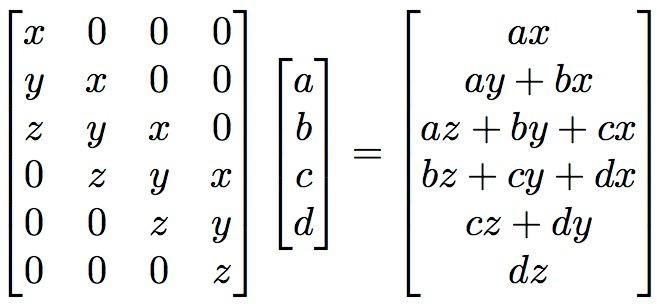 x 0 0 0 ax
y x 0 0 a ay + bx
z y x 0 b az + by + cx
0 z y x c = bz + cy + dx
0 0 z y d cz + dy
0 0 0 z dz